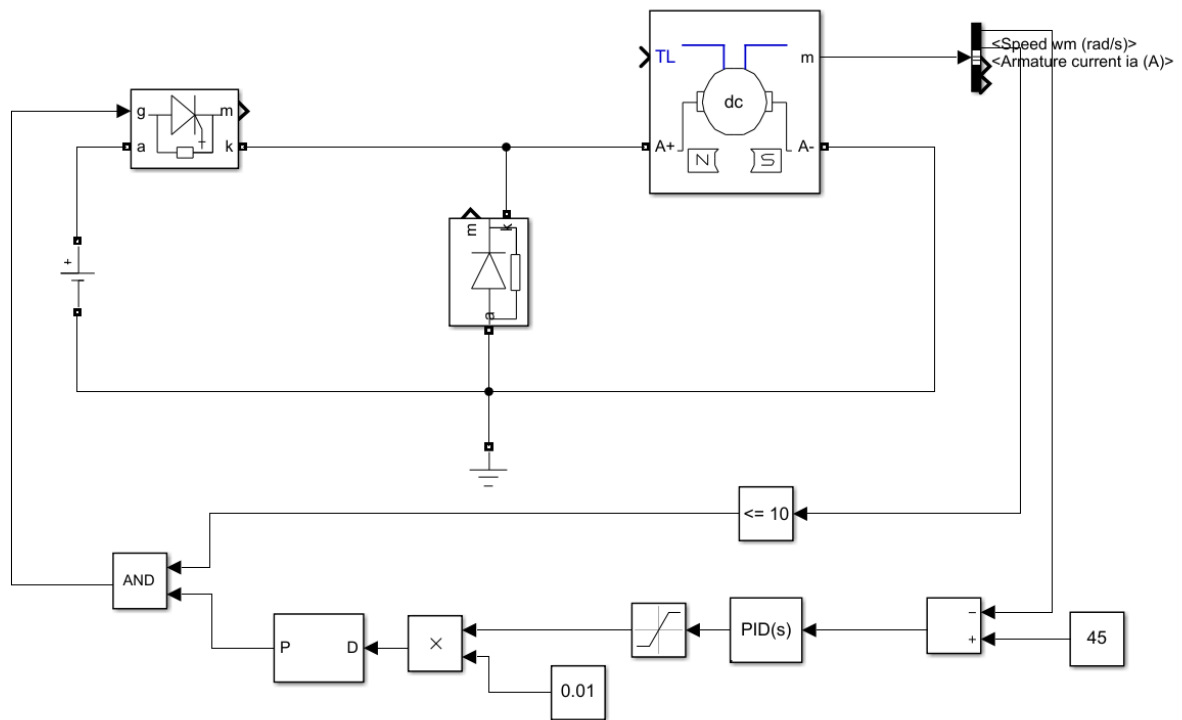 TL
m
dc
A+
N
S
A-
<Speed wm (rad/s)>
<Armature current ia (A)>
g
m
a
k
m
k
a
+
<= 10
AND
P
D
×
PID(s)
−
+
45
0.01